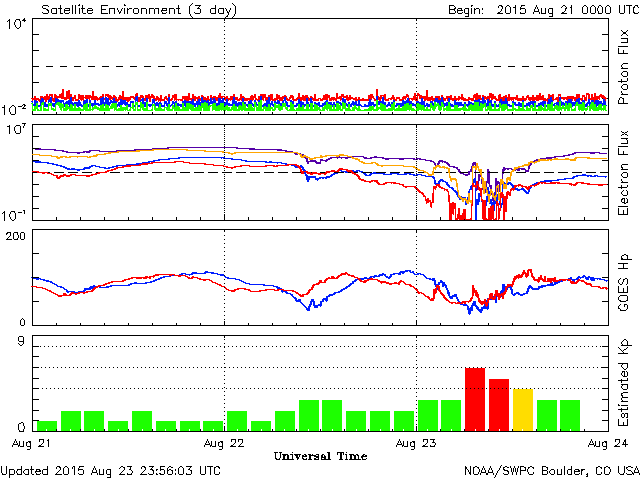 Satellite Environment (3 day) Begin: 2015 Aug 21 0000 UTC
10^4
10^-2
Proton Flux
10^7
10^-1
Electron Flux
200
0
GOES Hp
9
0
Estimated Kp
Aug 21 Aug 22 Aug 23 Aug 24
Universal Time
Updated 2015 Aug 23 23:56:03 UTC NOAA/SWPC Boulder, CO USA